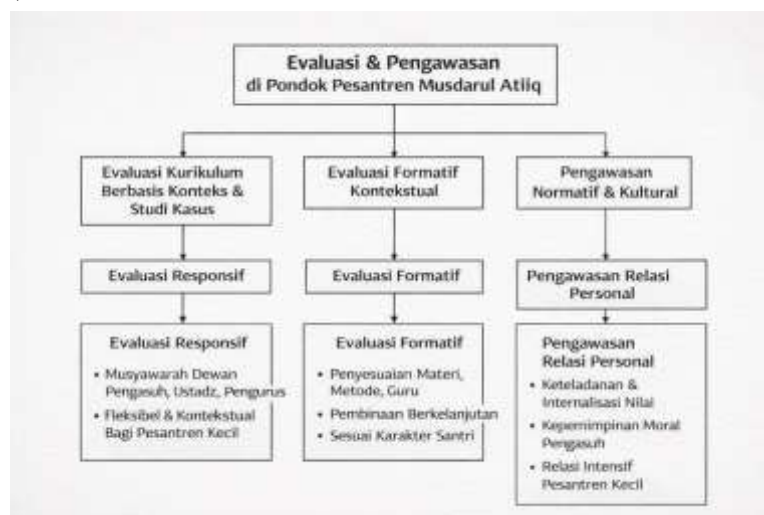 Evaluasi & Pengawasan
di Pondok Pesantren Musdarul Atiiq
Evaluasi Kurikulum
Berbasis Konteks &
Studi Kasus
Evaluasi Formatif
Kontekstual
Pengawasan
Normatif & Kultural
Evaluasi Responsif
Evaluasi Formatif
Pengawasan Relasi
Personal
Evaluasi Responsif
• Musyawarah Dewan
Pengasuh, Ustadz, Pengurus
• Fleksibel & Kontekstual
Bagi Pesantren Kecil
Evaluasi Formatif
• Penyesuaian Materi,
Metode, Guru
• Pembinaan Berkelanjutan
• Sesuai Karakter Santri
Pengawasan
Relasi Personal
• Keteladanan &
Internalisasi Nilai
• Kepemimpinan Moral
Pengasuh
• Relasi Intensif
Pesantren Kecil